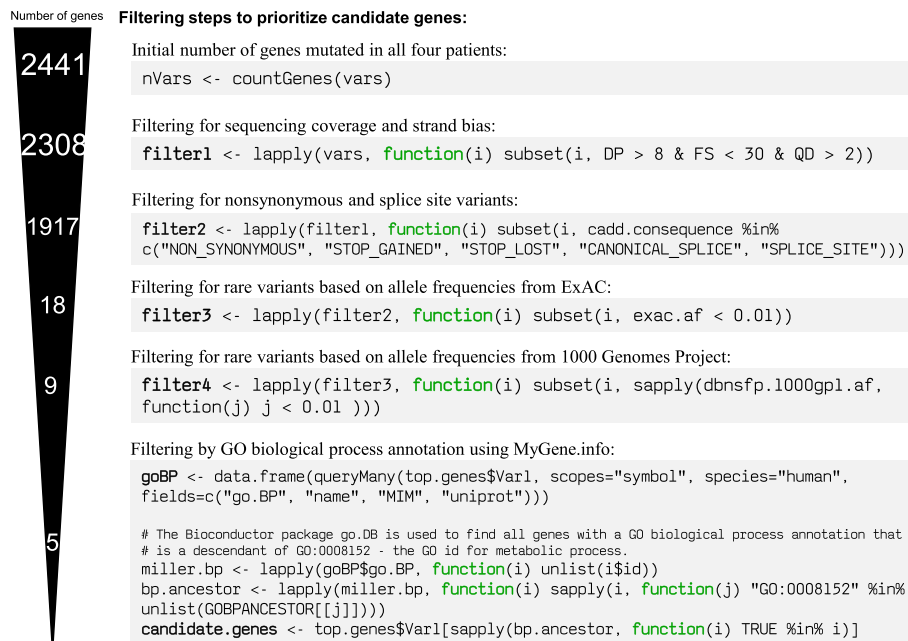 Number of genes
Filtering steps to prioritize candidate genes:
2441
Initial number of genes mutated in all four patients:
nVars <- countGenes(vars)
2308
Filtering for sequencing coverage and strand bias:
filter1 <- lapply(vars, function(i) subset(i, DP > 8 & FS < 30 & QD > 2))
1917
Filtering for nonsynonymous and splice site variants:
filter2 <- lapply(filter1, function(i) subset(i, cadd.consequence %in%
c("NON_SYNONYMOUS", "STOP_GAINED", "STOP_LOST", "CANONICAL_SPLICE", "SPLICE_SITE")))
18
Filtering for rare variants based on allele frequencies from ExAC:
filter3 <- lapply(filter2, function(i) subset(i, exac.af < 0.01))
9
Filtering for rare variants based on allele frequencies from 1000 Genomes Project:
filter4 <- lapply(filter3, function(i) subset(i, sapply(dbnsfp.1000gp1.af,
function(j) j < 0.01 )))
5
Filtering by GO biological process annotation using MyGene.info:
goBP <- data.frame(queryMany(top.genes$Var1, scopes="symbol", species="human",
fields=c("go.BP", "name", "MIM", "uniprot")))
# The Bioconductor package go.DB is used to find all genes with a GO biological process annotation that
# is a descendant of GO:0008152 - the GO id for metabolic process.
miller.bp <- lapply(goBP$go.BP, function(i) unlist(i$id))
bp.ancestor <- lapply(miller.bp, function(i) sapply(i, function(j) "GO:0008152" %in%
unlist(GOBPANCESTOR[[j]])))
candidate.genes <- top.genes$Var1[sapply(bp.ancestor, function(i) TRUE %in% i)]